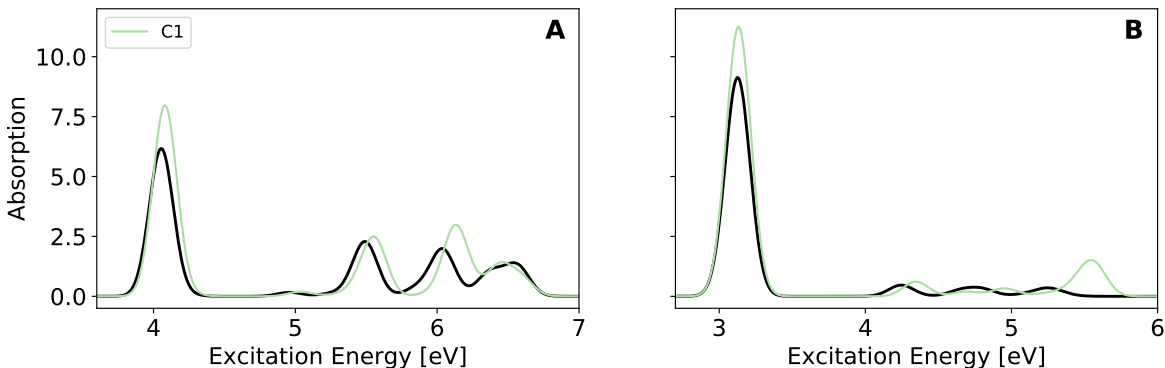 C1
A
B
10.0
7.5
5.0
2.5
0.0
Absorption
4 5 6 7
3 4 5 6
Excitation Energy [eV]
Excitation Energy [eV]